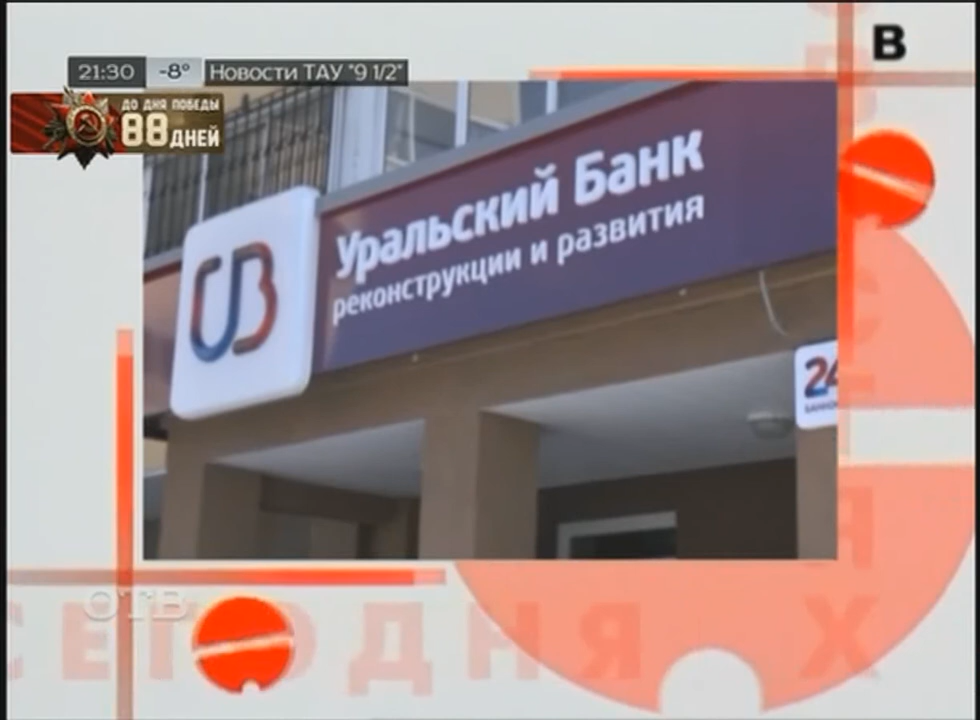 В
21:30 -8° Новости ТАУ "9 1/2"
ДО ДНЯ ПОБЕДЫ
88 ДНЕЙ
UB
Уральский Банк
реконструкции и развития
24
ОТВ
СЕГОДНЯ
Х